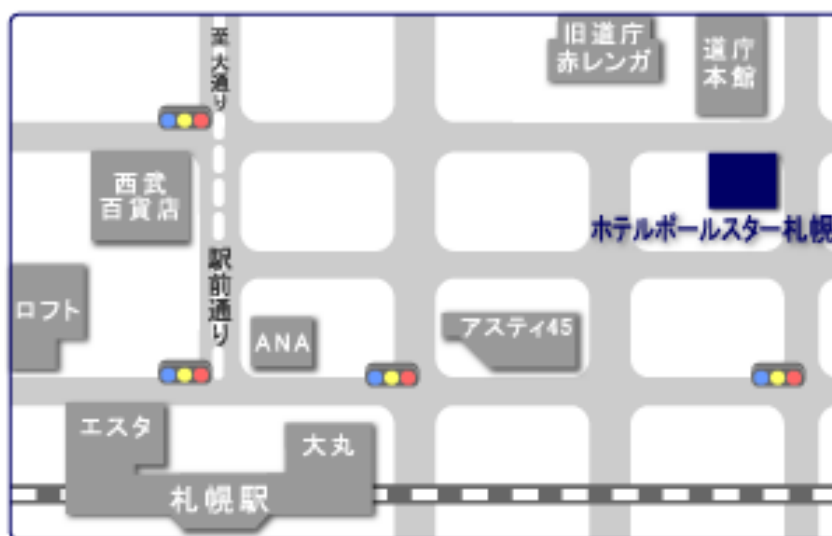 至大通り
旧道庁
赤レンガ
道庁
本館
西武
百貨店
ホテルポールスター札幌
駅前通り
ロフト
ANA
アスティ45
エスタ
大丸
札幌駅